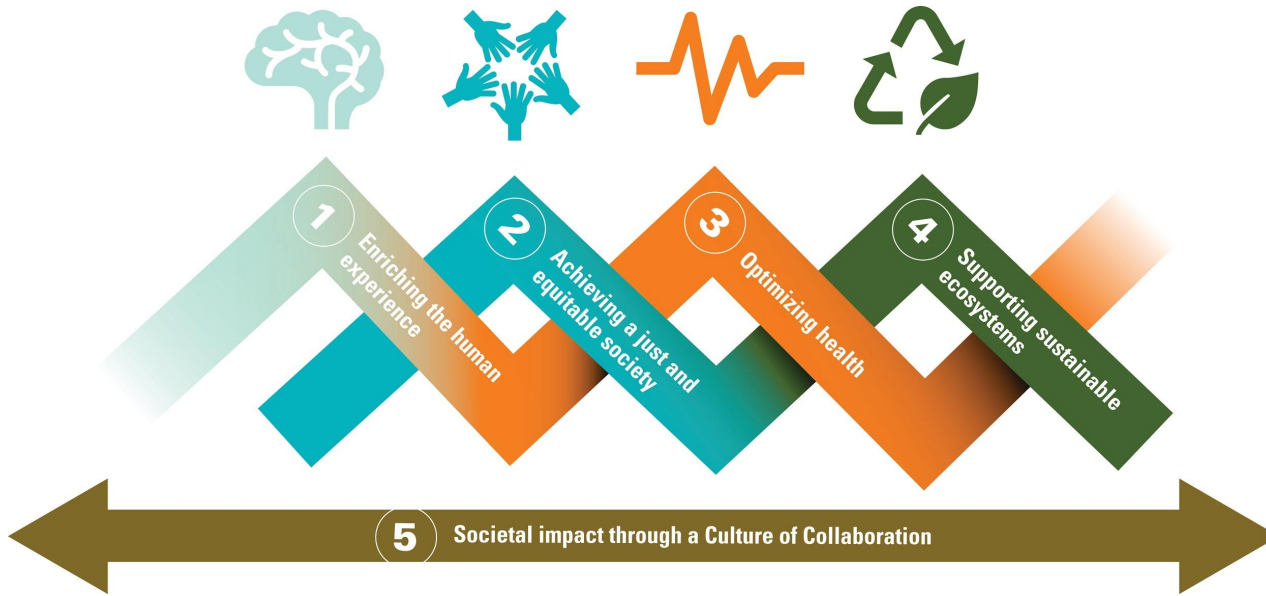 1
Enriching the human
experience
2
Achieving a just and
equitable society
3
Optimizing health
4
Supporting sustainable
ecosystems
5
Societal impact through a Culture of Collaboration